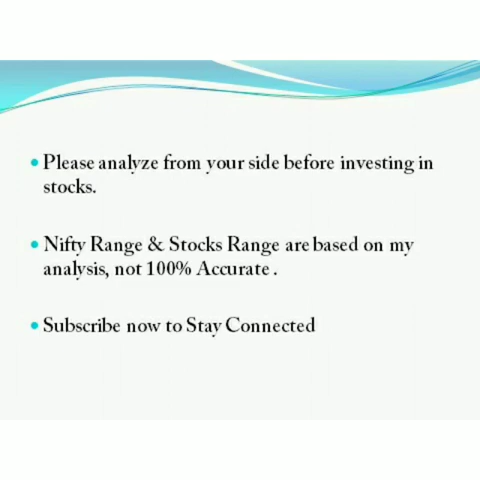 Please analyze from your side before investing in
stocks.
Nifty Range & Stocks Range are based on my
analysis, not 100% Accurate .
Subscribe now to Stay Connected